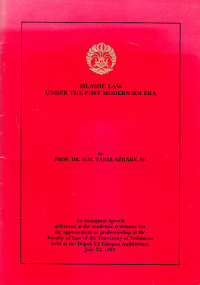 ISLAMIC LAW
UNDER THE POST MODERNISM ERA
by
PROF. DR. H.M. TAHIR AZHARY, SH
An Inaugural Speech
delivered at the academic ceremony for
the appointment of professorship at the
Faculty of Law of the University of Indonesia
held at the Depok UI Campus Auditorium
July 22, 1995